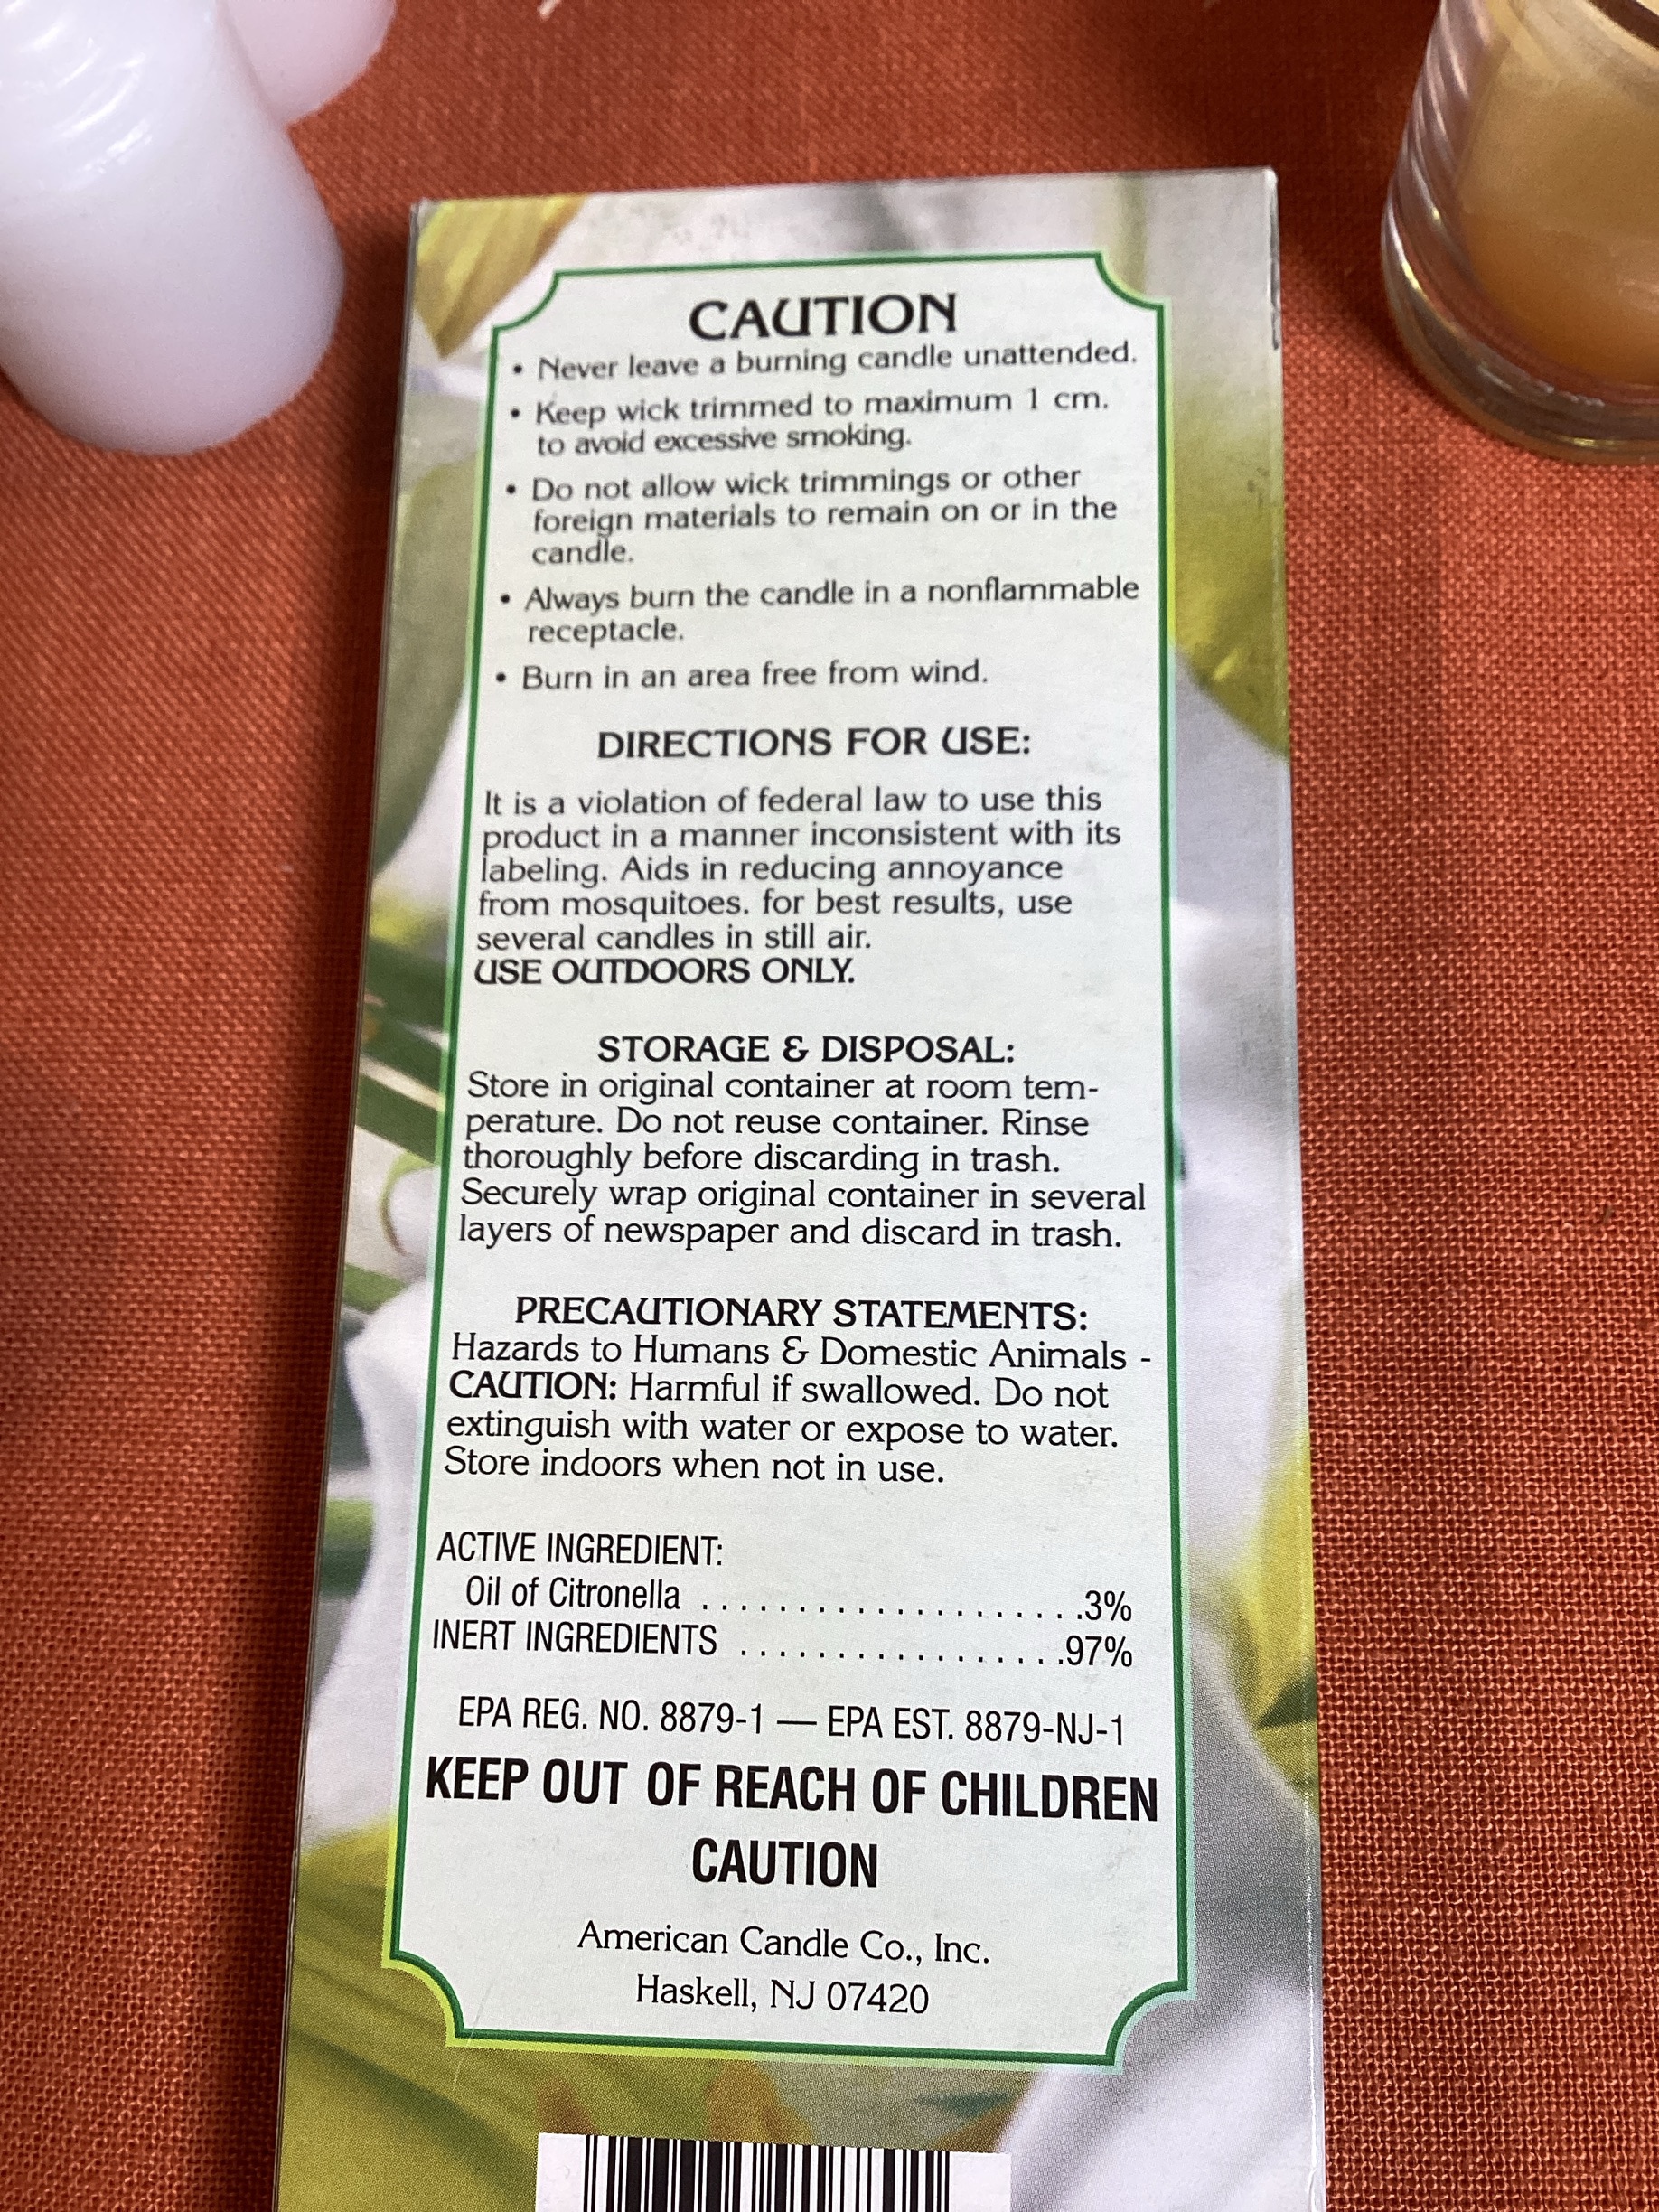 CAUTION
• Never leave a burning candle unattended.
• Keep wick trimmed to maximum 1 cm.
to avoid excessive smoking.
• Do not allow wick trimmings or other
foreign materials to remain on or in the
candle.
• Always burn the candle in a nonflammable
receptacle.
• Burn in an area free from wind.
DIRECTIONS FOR USE:
It is a violation of federal law to use this
product in a manner inconsistent with its
labeling. Aids in reducing annoyance
from mosquitoes. for best results, use
several candles in still air.
USE OUTDOORS ONLY.
STORAGE & DISPOSAL:
Store in original container at room tem-
perature. Do not reuse container. Rinse
thoroughly before discarding in trash.
Securely wrap original container in several
layers of newspaper and discard in trash.
PRECAUTIONARY STATEMENTS:
Hazards to Humans & Domestic Animals -
CAUTION: Harmful if swallowed. Do not
extinguish with water or expose to water.
Store indoors when not in use.
ACTIVE INGREDIENT:
Oil of Citronella . . . . . . . . . . . . . . . . . . . . .3%
INERT INGREDIENTS . . . . . . . . . . . . . . . . . .97%
EPA REG. NO. 8879-1 — EPA EST. 8879-NJ-1
KEEP OUT OF REACH OF CHILDREN
CAUTION
American Candle Co., Inc.
Haskell, NJ 07420